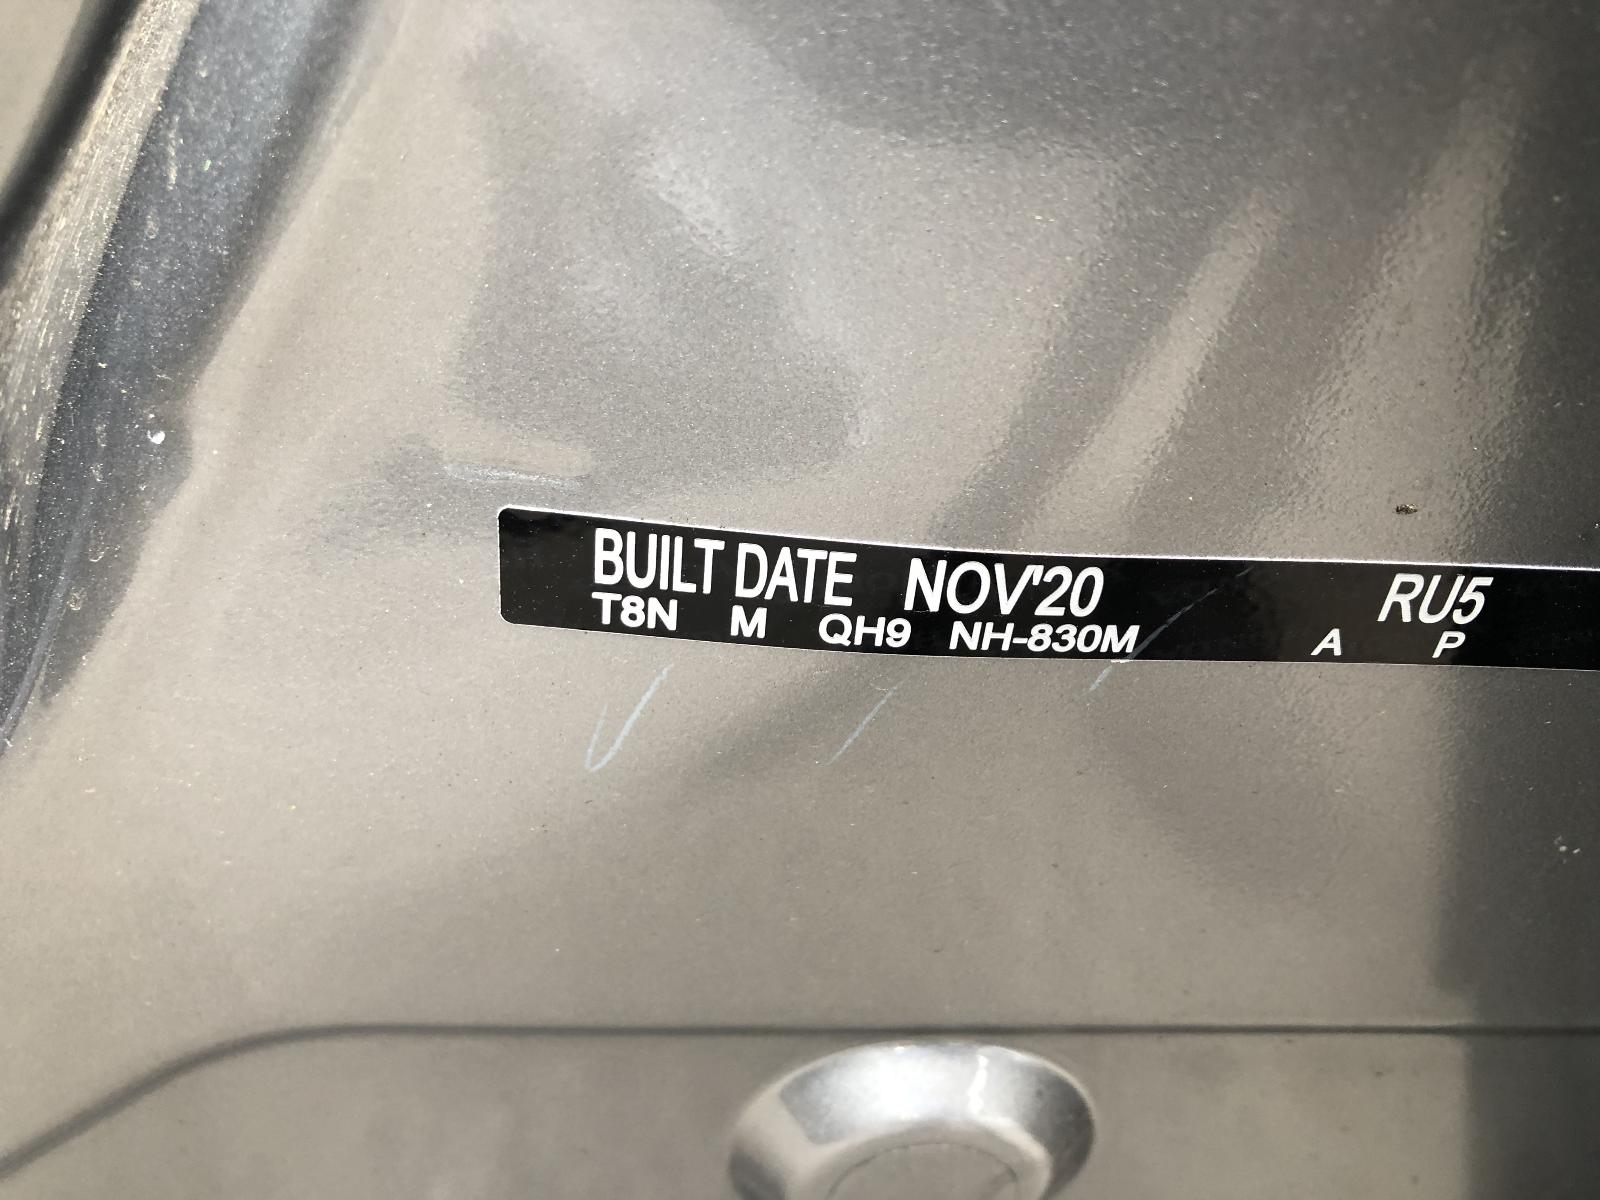 BUILT DATE NOV'20 RU5
T8N M QH9 NH-830M A P